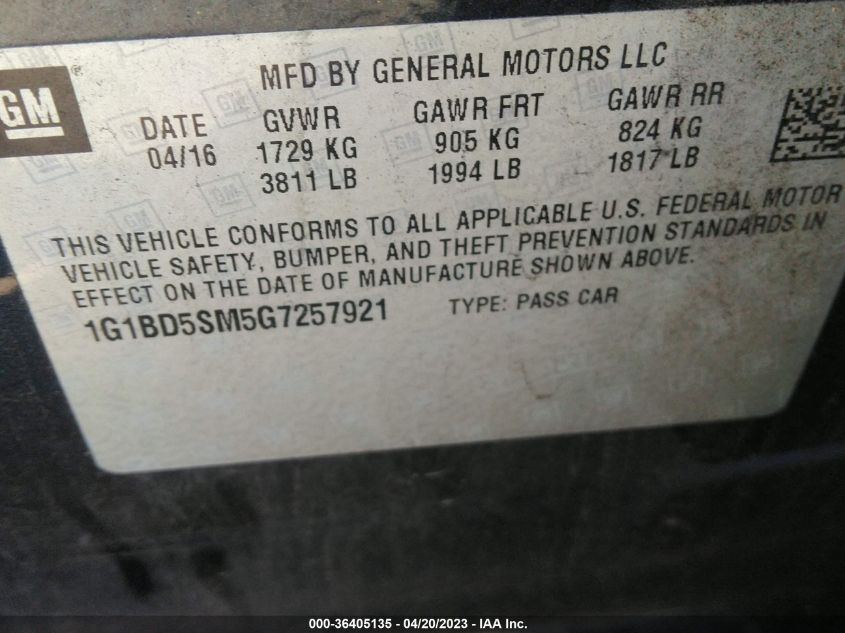 GM
MFD BY GENERAL MOTORS LLC
DATE GVWR GAWR FRT GAWR RR
04/16 1729 KG 905 KG 824 KG
3811 LB 1994 LB 1817 LB
THIS VEHICLE CONFORMS TO ALL APPLICABLE U.S. FEDERAL MOTOR
VEHICLE SAFETY, BUMPER, AND THEFT PREVENTION STANDARDS IN
EFFECT ON THE DATE OF MANUFACTURE SHOWN ABOVE.
1G1BD5SM5G7257921 TYPE: PASS CAR
000-36405135 - 04/20/2023 - IAA Inc.